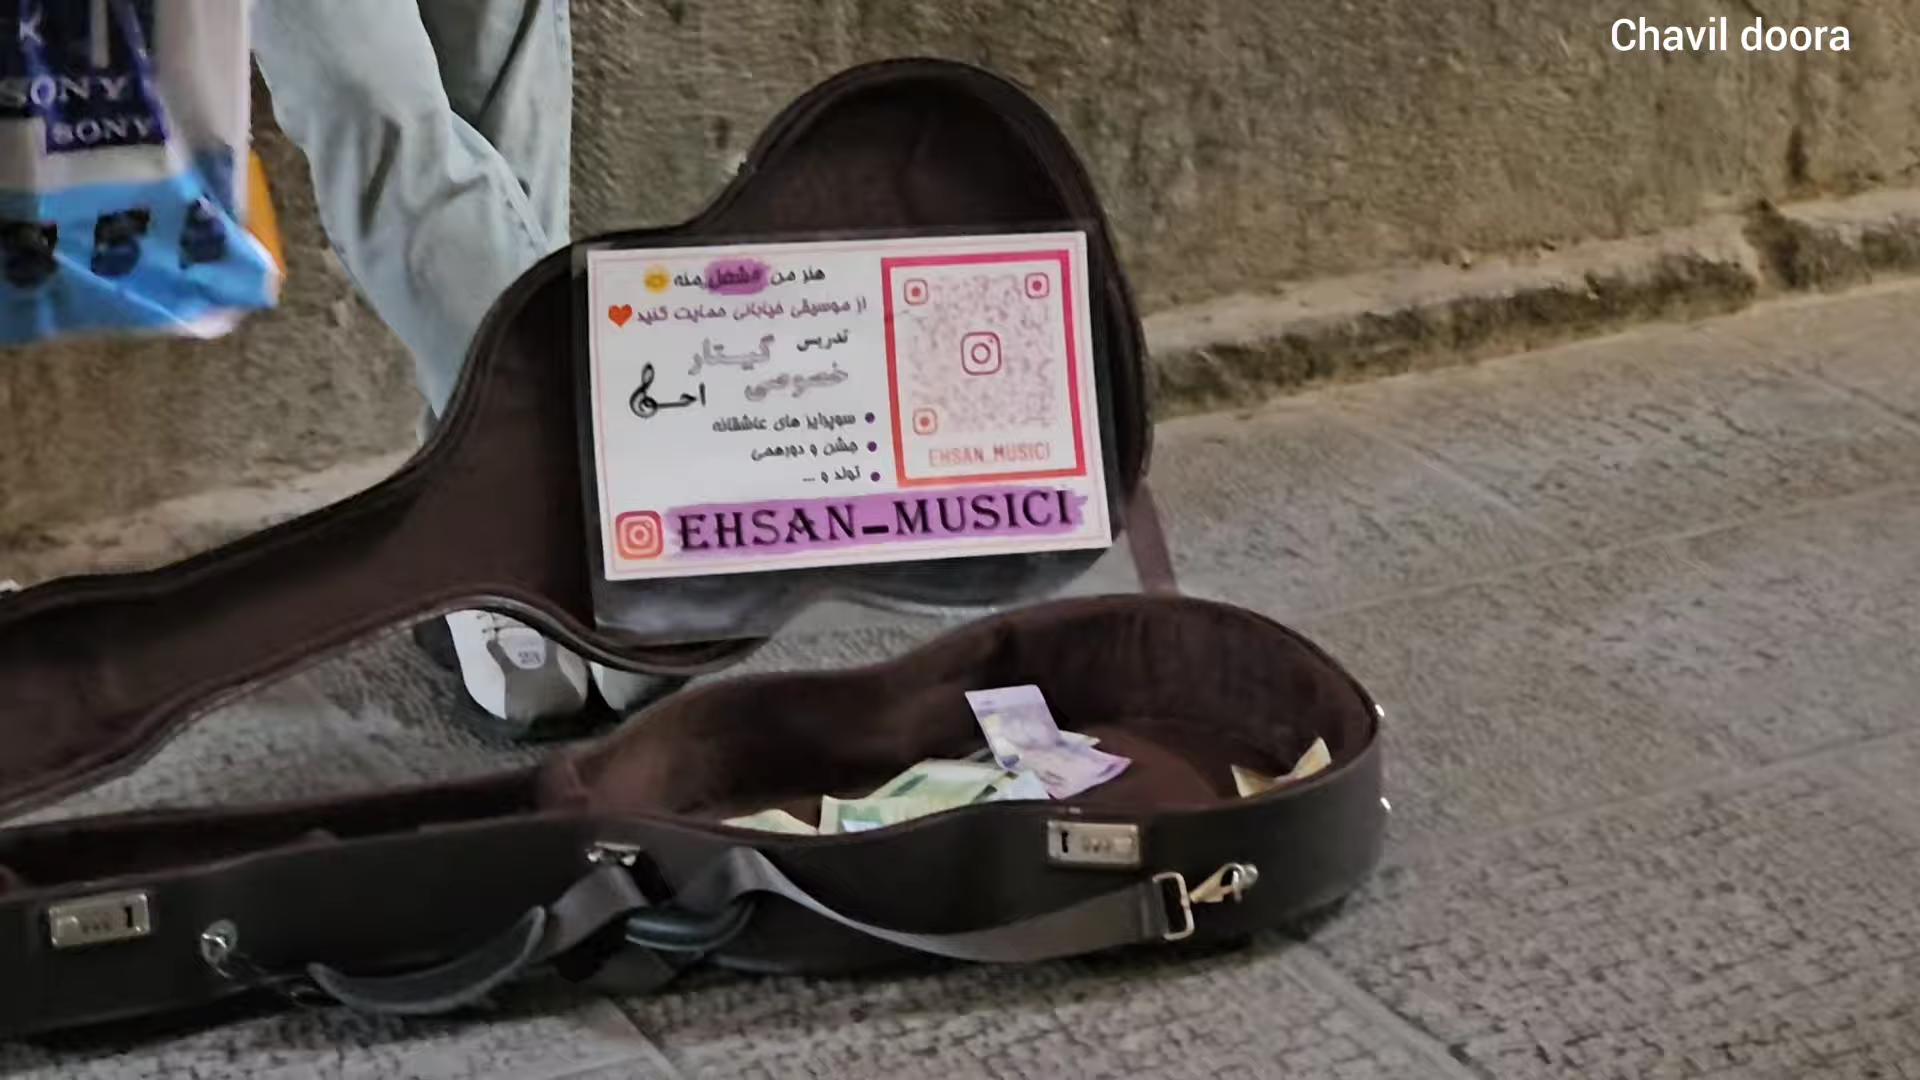 Chavil doora
K
SONY
SONY
هنر من شغل منه
از موسیقی خیابانی حمایت کنید
تدریس
گیتار
خصوصی
سوپرایز های عاشقانه
جشن و دورهمی
تولد و ...
EHSAN_MUSICI
EHSAN_MUSICI